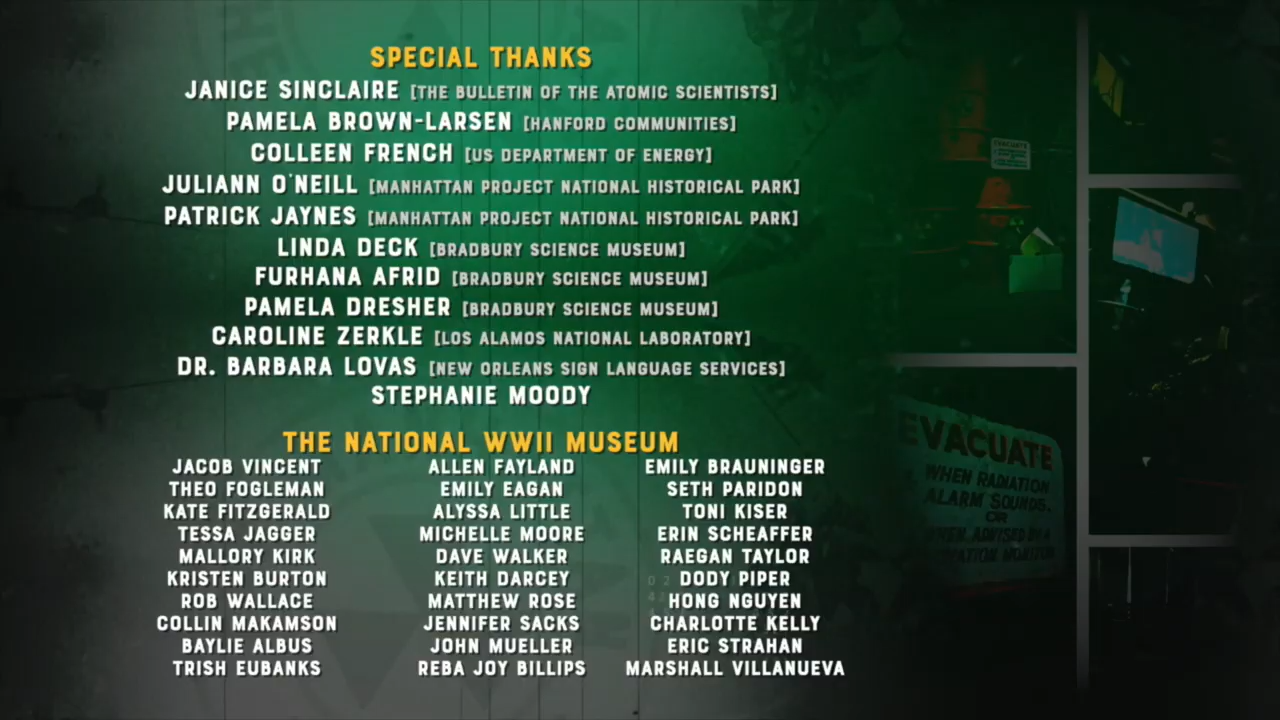 SPECIAL THANKS
JANICE SINCLAIRE [THE BULLETIN OF THE ATOMIC SCIENTISTS]
PAMELA BROWN-LARSEN [HANFORD COMMUNITIES]
COLLEEN FRENCH [US DEPARTMENT OF ENERGY]
JULIANN O'NEILL [MANHATTAN PROJECT NATIONAL HISTORICAL PARK]
PATRICK JAYNES [MANHATTAN PROJECT NATIONAL HISTORICAL PARK]
LINDA DECK [BRADBURY SCIENCE MUSEUM]
FURHANA AFRID [BRADBURY SCIENCE MUSEUM]
PAMELA DRESHER [BRADBURY SCIENCE MUSEUM]
CAROLINE ZERKLE [LOS ALAMOS NATIONAL LABORATORY]
DR. BARBARA LOVAS [NEW ORLEANS SIGN LANGUAGE SERVICES]
STEPHANIE MOODY
THE NATIONAL WWII MUSEUM
JACOB VINCENT ALLEN FAYLAND EMILY BRAUNINGER
THEO FOGLEMAN EMILY EAGAN SETH PARIDON
KATE FITZGERALD ALYSSA LITTLE TONI KISER
TESSA JAGGER MICHELLE MOORE ERIN SCHEAFFER
MALLORY KIRK DAVE WALKER RAEGAN TAYLOR
KRISTEN BURTON KEITH DARCEY DODY PIPER
ROB WALLACE MATTHEW ROSE HONG NGUYEN
COLLIN MAKAMSON JENNIFER SACKS CHARLOTTE KELLY
BAYLIE ALBUS JOHN MUELLER ERIC STRAHAN
TRISH EUBANKS REBA JOY BILLIPS MARSHALL VILLANUEVA
EVACUATE
EVACUATE
WHEN RADIATION
ALARM SOUNDS,
OR
WHEN ADVISED BY A